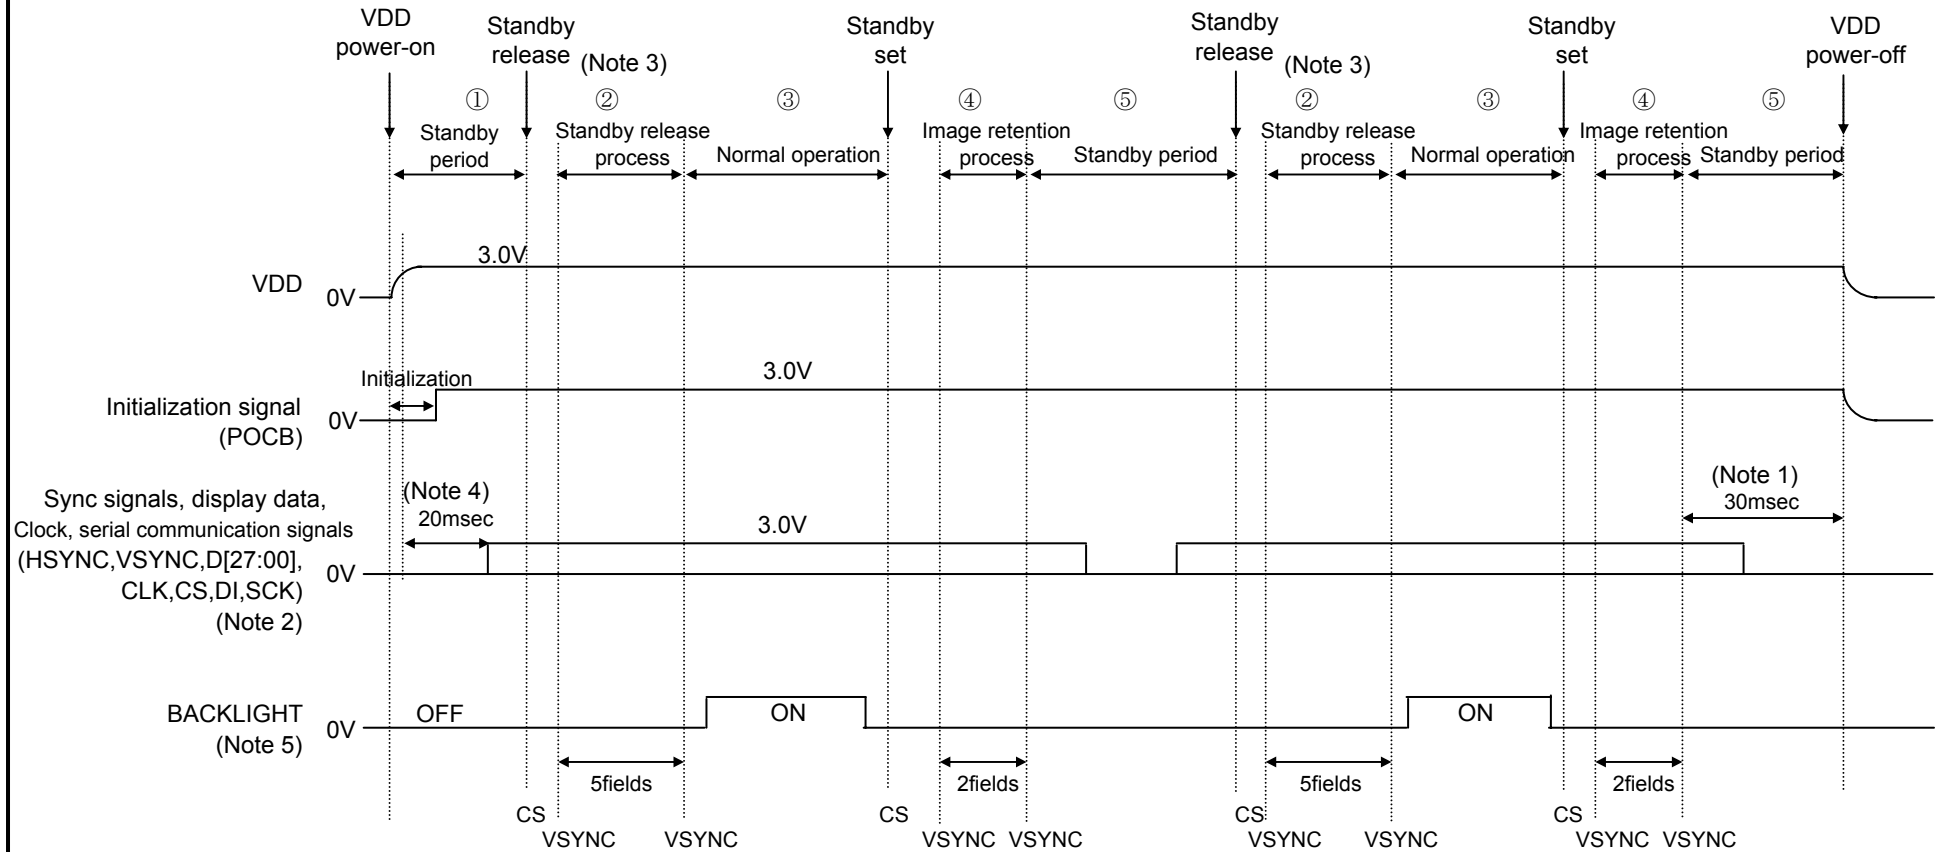 VDD
power-on
Standby
release
(Note 3)
Standby
set
Standby
release
(Note 3)
Standby
set
VDD
power-off
①
②
③
④
⑤
②
③
④
⑤
Standby
period
Standby release
process
Normal operation
Image retention
process
Standby period
Standby release
process
Normal operation
Image retention
process
Standby period
VDD
0V
3.0V
Initialization
3.0V
Initialization signal
(POCB)
0V
Sync signals, display data,
Clock, serial communication signals
(HSYNC,VSYNC,D[27:00],
CLK,CS,DI,SCK)
(Note 2)
0V
(Note 4)
20msec
3.0V
(Note 1)
30msec
BACKLIGHT
(Note 5)
0V
OFF
ON
ON
5fields
2fields
5fields
2fields
CS
VSYNC
VSYNC
CS
VSYNC
VSYNC
CS
VSYNC
VSYNC
CS
VSYNC
VSYNC